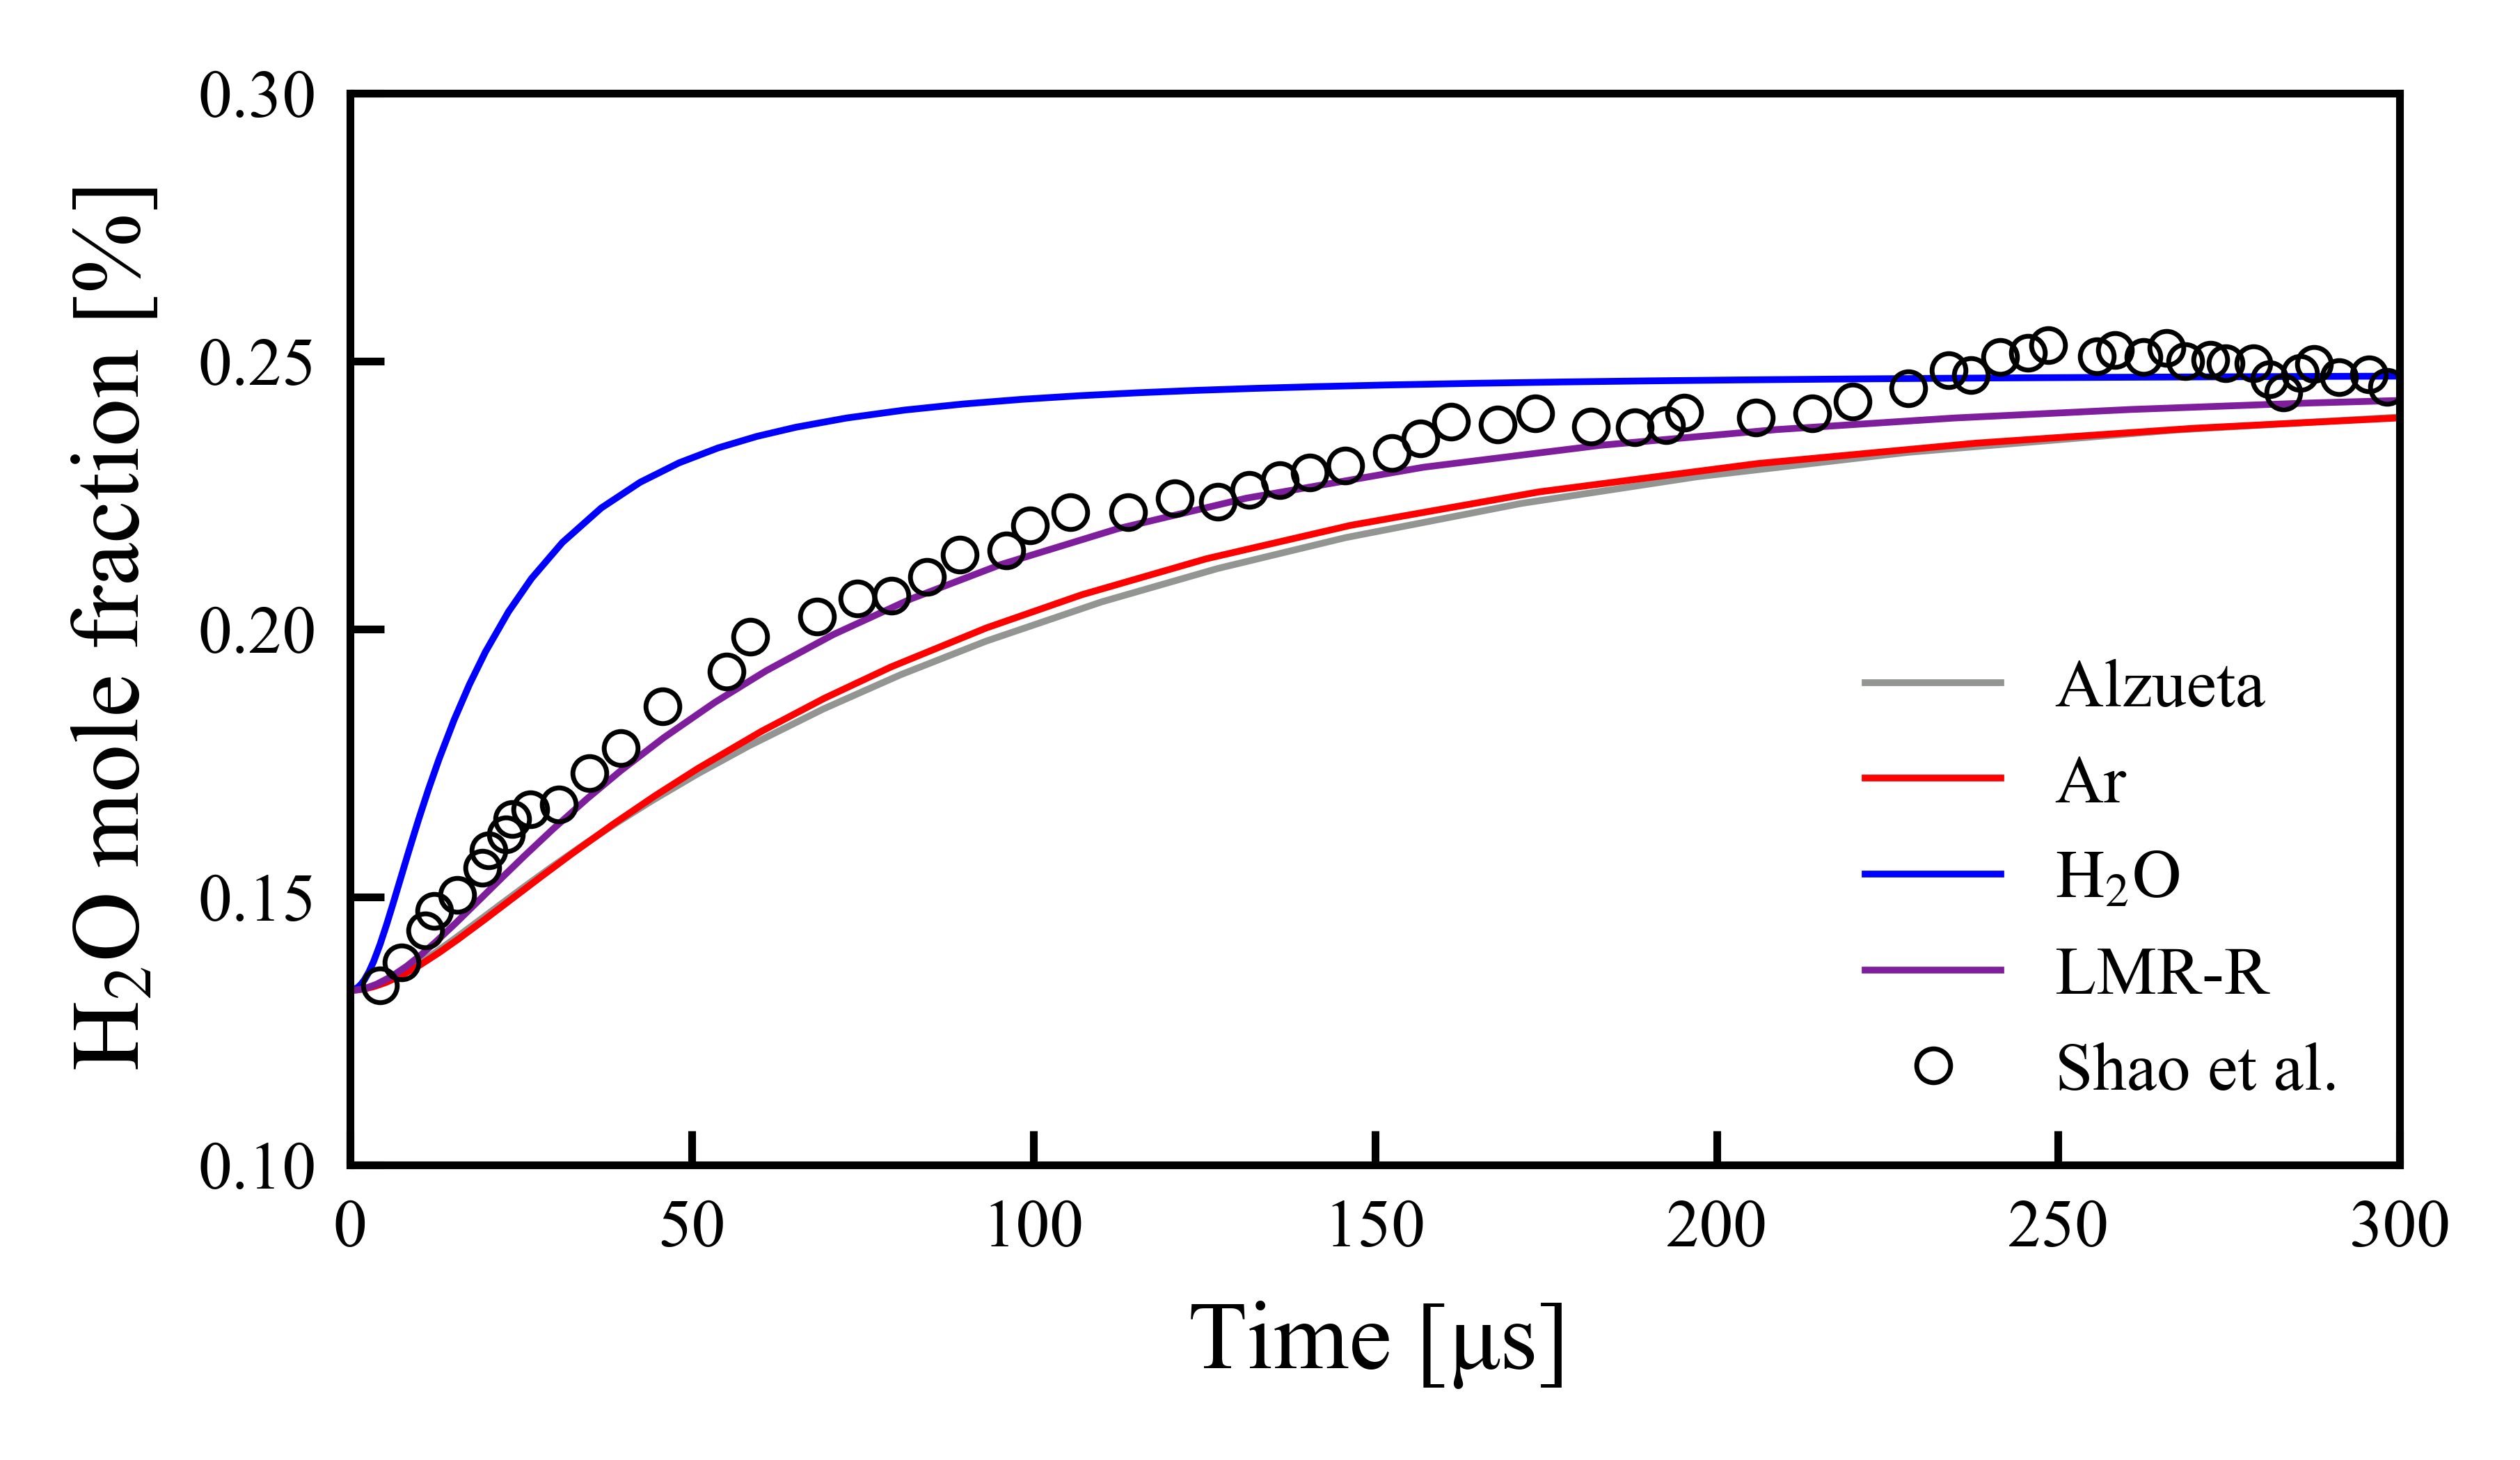 H₂O mole fraction [%]
0.30
0.25
0.20
0.15
0.10
Alzueta
Ar
H₂O
LMR-R
Shao et al.
0 50 100 150 200 250 300
Time [µs]